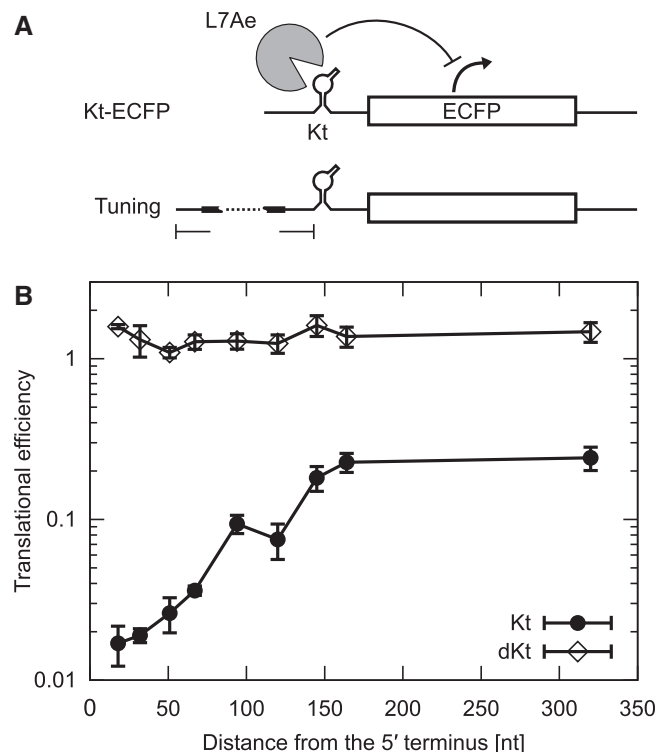 A
L7Ae
Kt-ECFP
ECFP
Kt
Tuning
B
Translational efficiency
1
0.1
0.01
Kt
dKt
0 50 100 150 200 250 300 350
Distance from the 5′ terminus [nt]